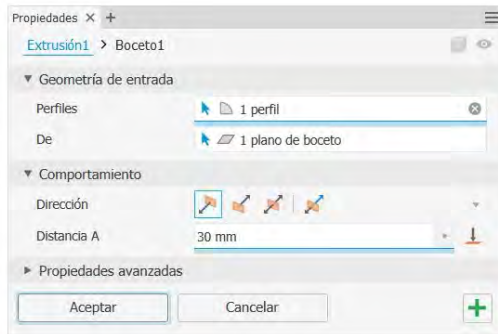 Propiedades × +
Extrusión1 > Boceto1
Geometría de entrada
Perfiles 1 perfil
De 1 plano de boceto
Comportamiento
Dirección
Distancia A 30 mm
Propiedades avanzadas
Aceptar Cancelar